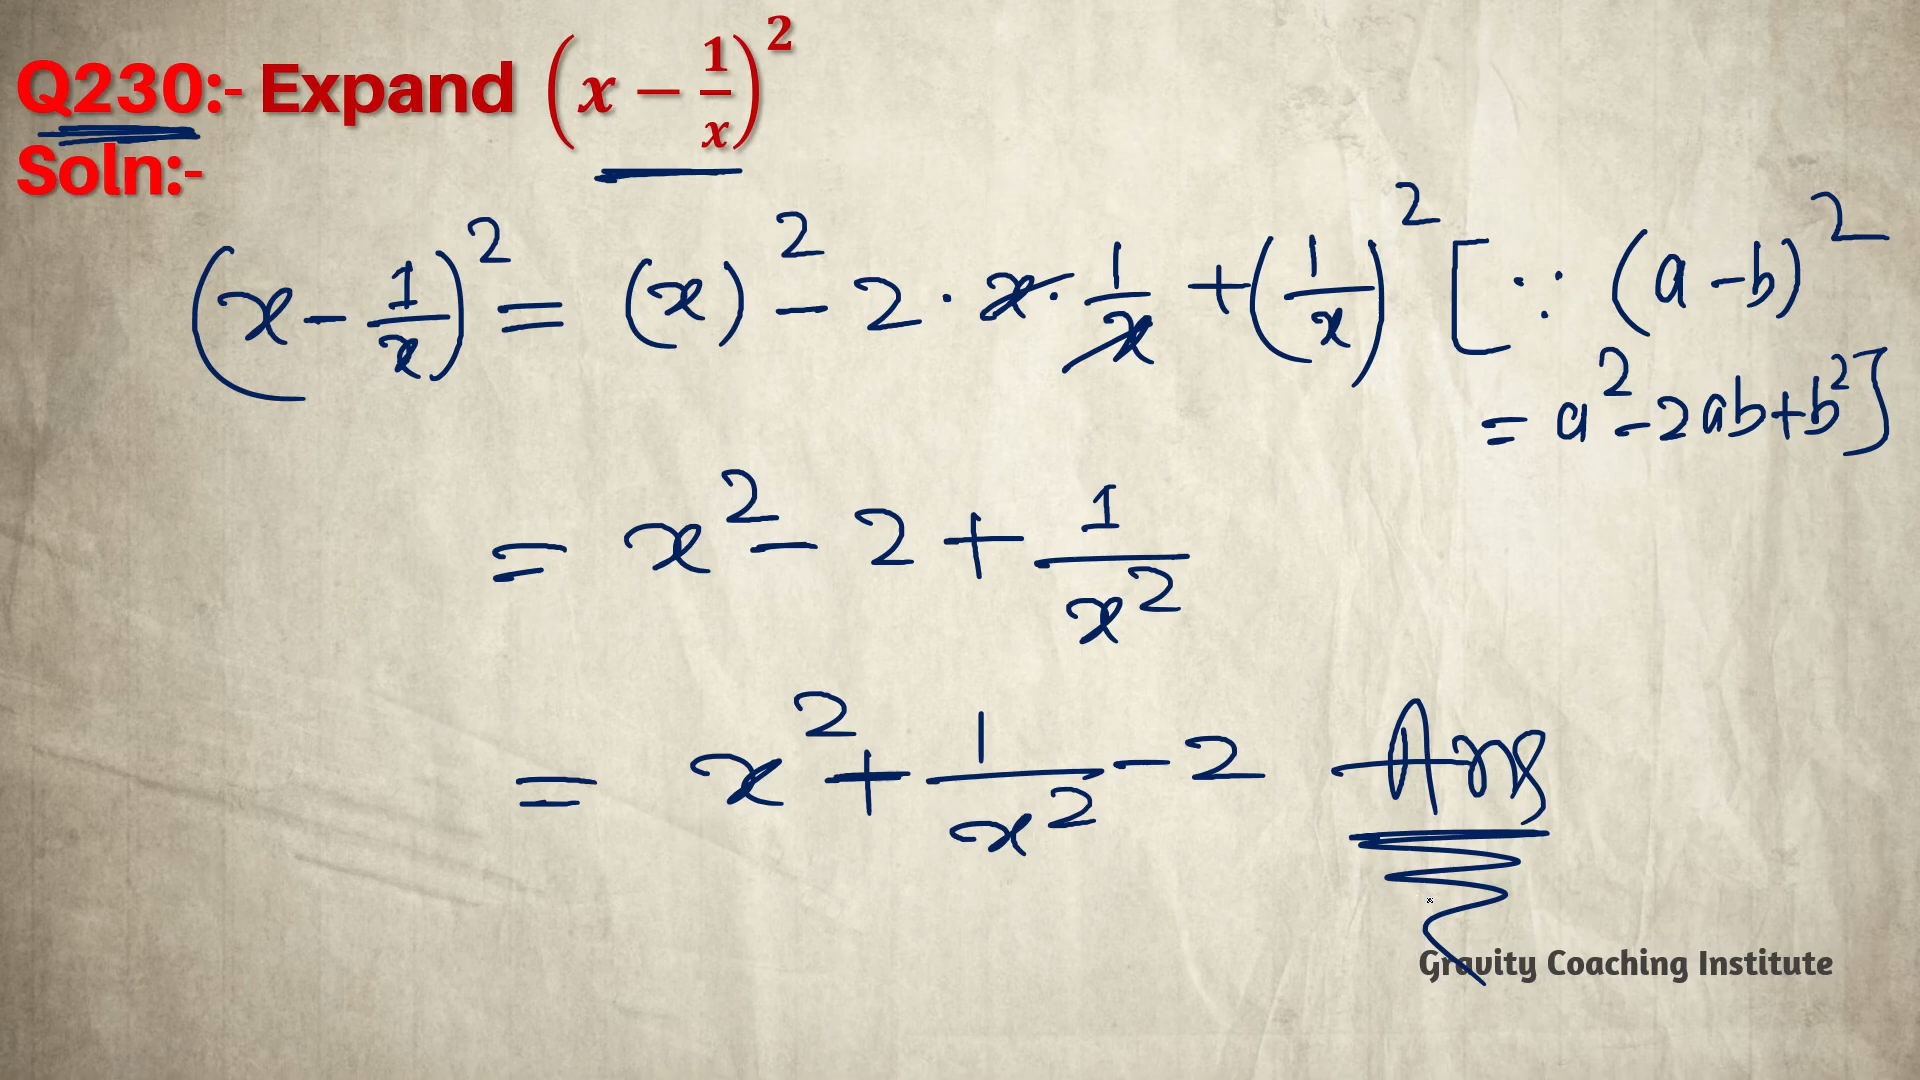 Q230:- Expand (x − 1/x)²
Soln:-
(x − 1/x)² = (x)² − 2 · x · 1/x + (1/x)² [∵ (a − b)²
= a² − 2ab + b²]
= x² − 2 + 1/x²
= x² + 1/x² − 2 Ans
Gravity Coaching Institute